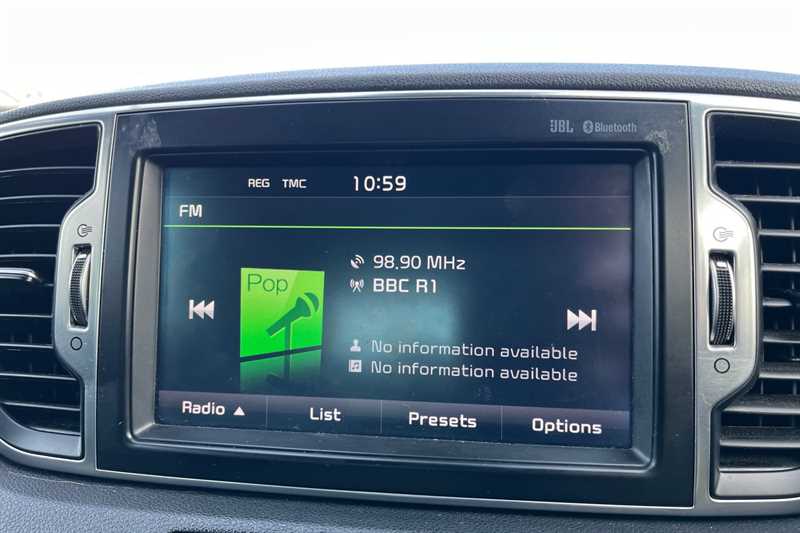 JBL Bluetooth
REG TMC 10:59
FM
Pop
98.90 MHz
BBC R1
No information available
No information available
Radio ▲ List Presets Options